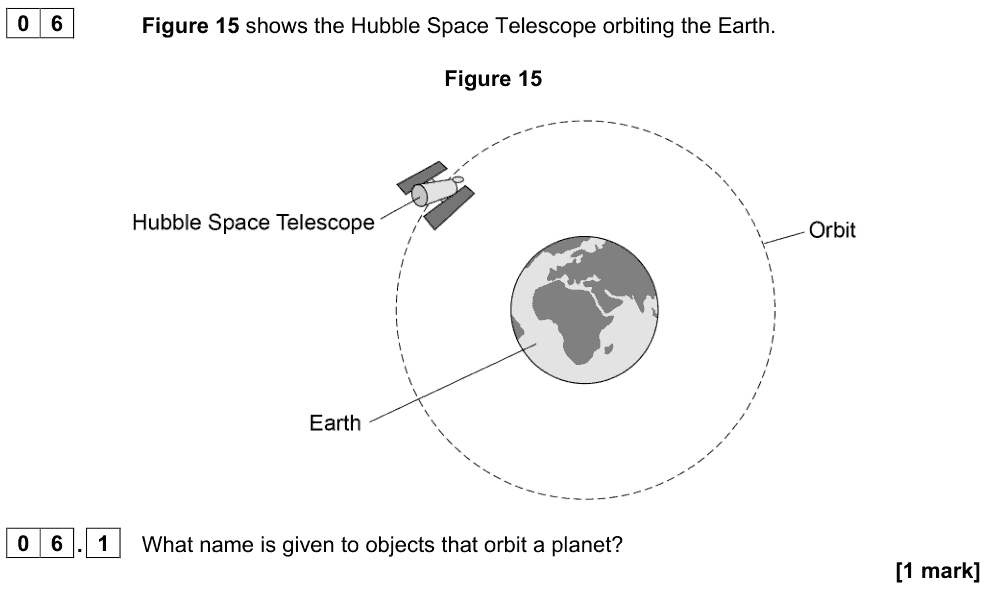 0 6 Figure 15 shows the Hubble Space Telescope orbiting the Earth.
Figure 15
Hubble Space Telescope
Orbit
Earth
0 6 . 1 What name is given to objects that orbit a planet?
[1 mark]